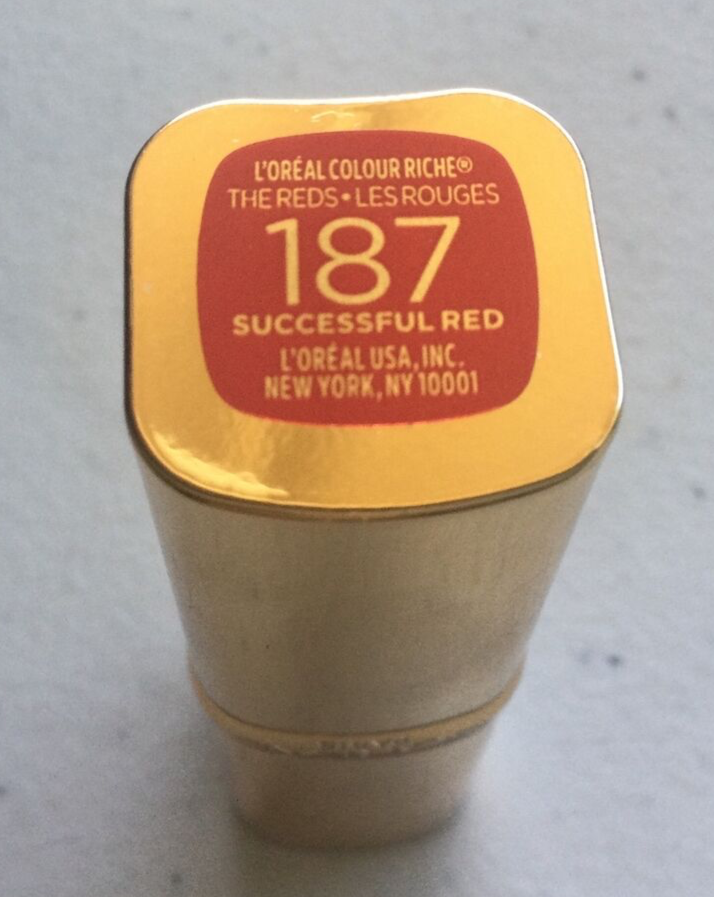 L'ORÉAL COLOUR RICHE®
THE REDS • LES ROUGES
187
SUCCESSFUL RED
L'ORÉAL USA, INC.
NEW YORK, NY 10001